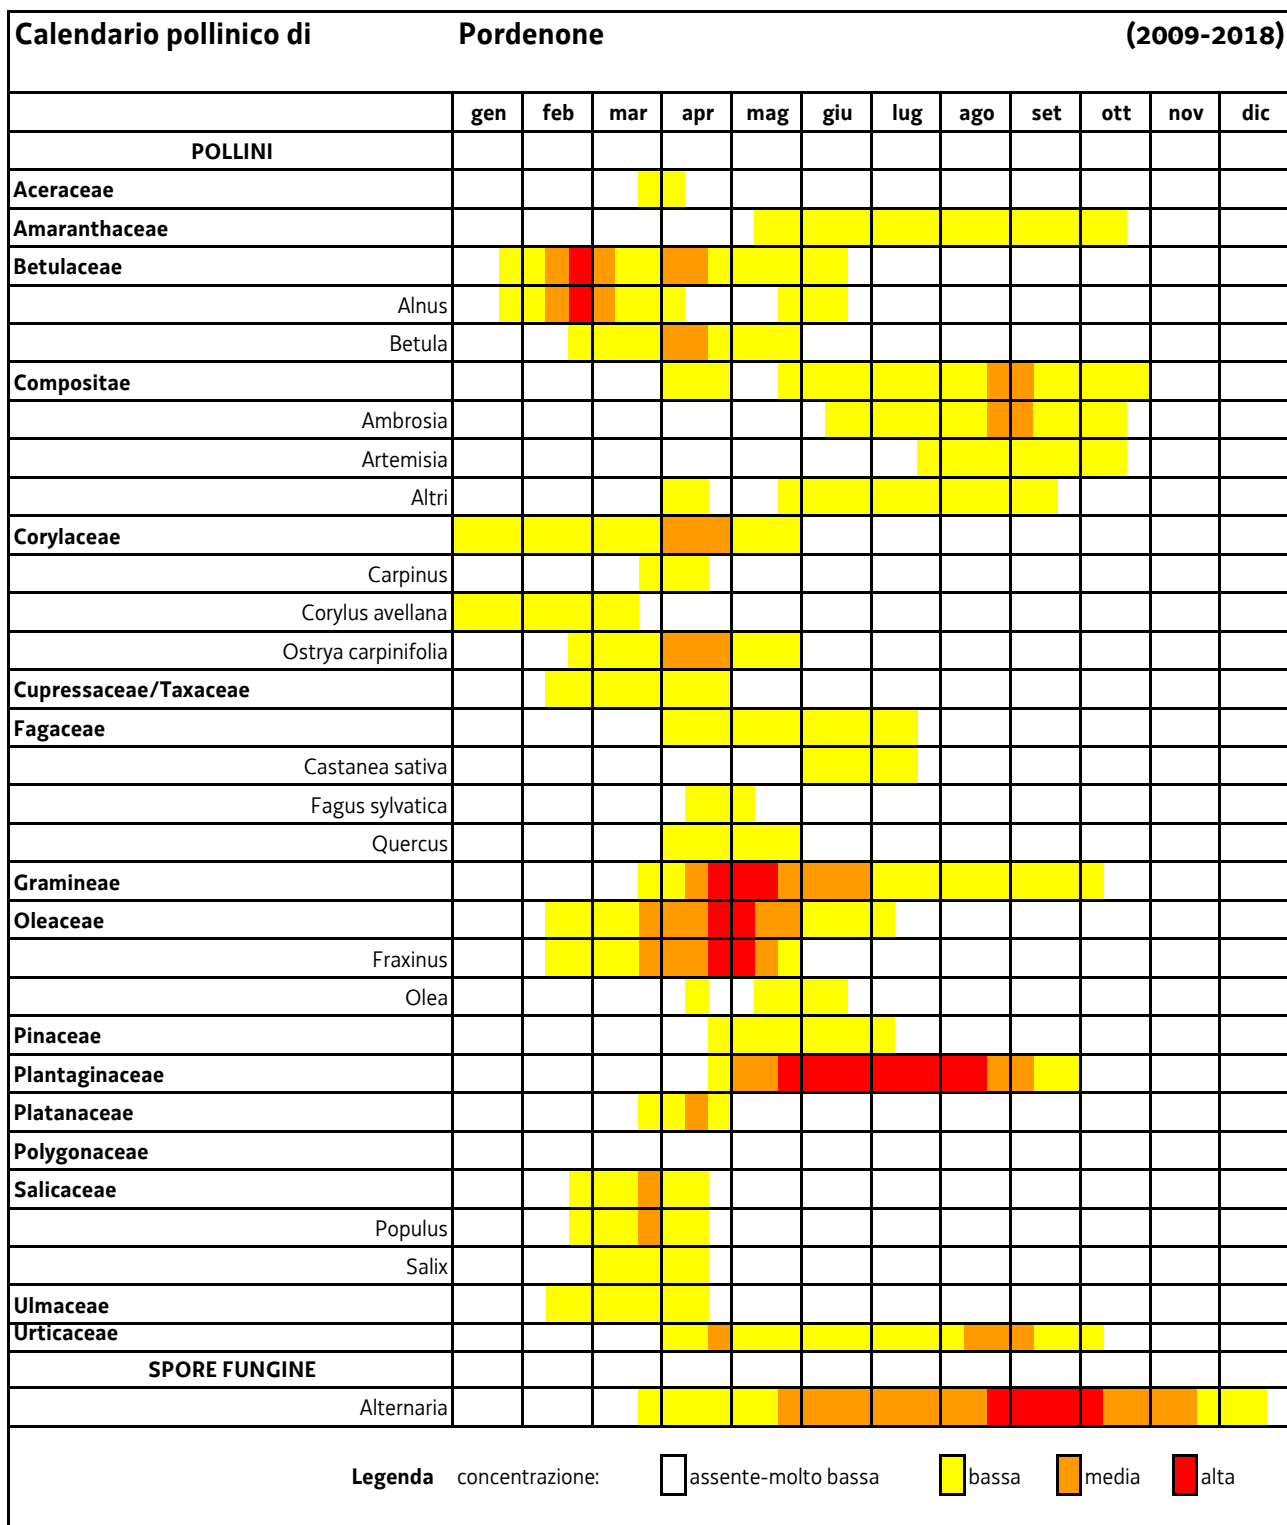 Calendario pollinico di Pordenone (2009-2018)
gen feb mar apr mag giu lug ago set ott nov dic
POLLINI
Aceraceae
Amaranthaceae
Betulaceae
Alnus
Betula
Compositae
Ambrosia
Artemisia
Altri
Corylaceae
Carpinus
Corylus avellana
Ostrya carpinifolia
Cupressaceae/Taxaceae
Fagaceae
Castanea sativa
Fagus sylvatica
Quercus
Gramineae
Oleaceae
Fraxinus
Olea
Pinaceae
Plantaginaceae
Platanaceae
Polygonaceae
Salicaceae
Populus
Salix
Ulmaceae
Urticaceae
SPORE FUNGINE
Alternaria
Legenda concentrazione: assente-molto bassa bassa media alta